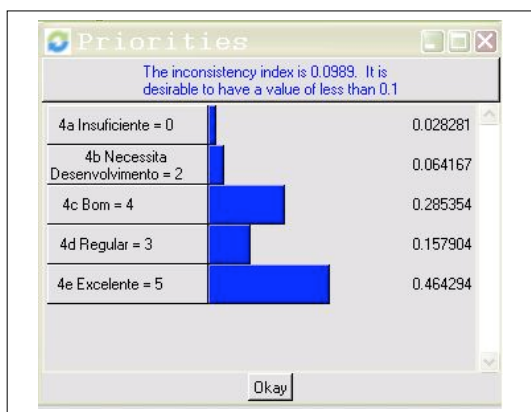 Priorities
The inconsistency index is 0.0989. It is
desirable to have a value of less than 0.1
4a Insuficiente = 0 0.028281
4b Necessita
Desenvolvimento = 2 0.064167
4c Bom = 4 0.285354
4d Regular = 3 0.157904
4e Excelente = 5 0.464294
Okay